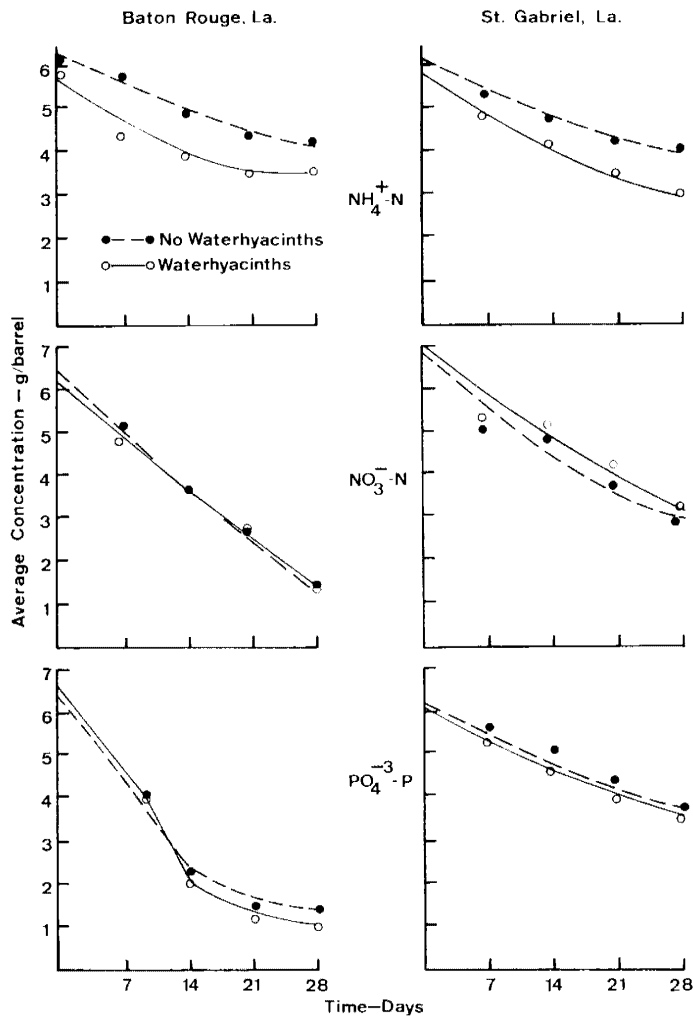 Baton Rouge, La.
St. Gabriel, La.
6
5
4
3
2
1
NH4+-N
No Waterhyacinths
Waterhyacinths
Average Concentration – g/barrel
7
6
5
4
3
2
1
NO3−-N
7
6
5
4
3
2
1
PO4−3-P
7 14 21 28
7 14 21 28
Time–Days